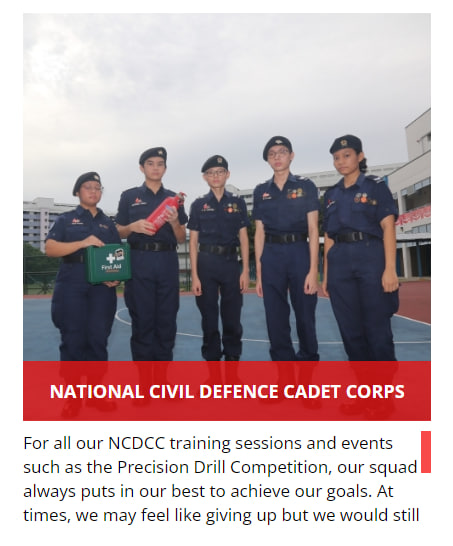 First Aid
NATIONAL CIVIL DEFENCE CADET CORPS
For all our NCDCC training sessions and events
such as the Precision Drill Competition, our squad
always puts in our best to achieve our goals. At
times, we may feel like giving up but we would still